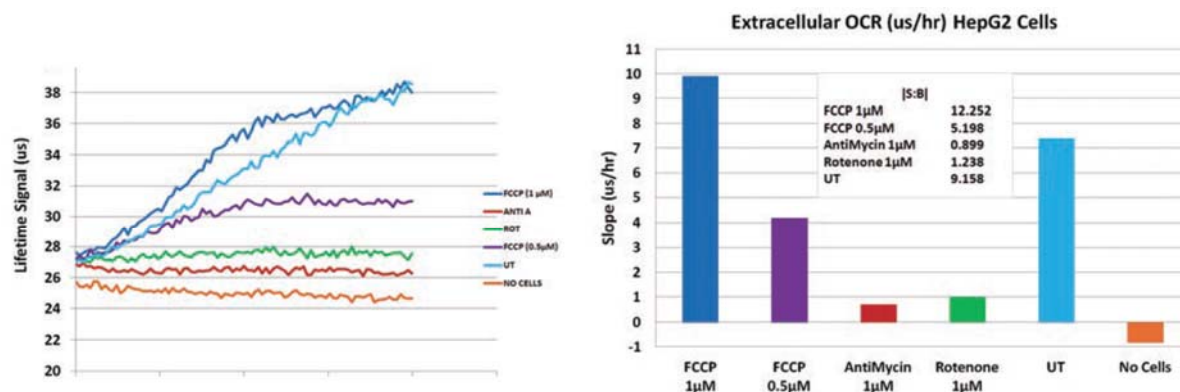 Lifetime Signal (us)
38
36
34
32
30
28
26
24
22
20
FCCP (1 µM)
ANTI A
ROT
FCCP (0.5µM)
UT
NO CELLS
Extracellular OCR (us/hr) HepG2 Cells
Slope (us/hr)
11
10
9
8
7
6
5
4
3
2
1
0
-1
|S:B|
FCCP 1µM 12.252
FCCP 0.5µM 5.198
AntiMycin 1µM 0.899
Rotenone 1µM 1.238
UT 9.158
FCCP
1µM
FCCP
0.5µM
AntiMycin
1µM
Rotenone
1µM
UT
No Cells